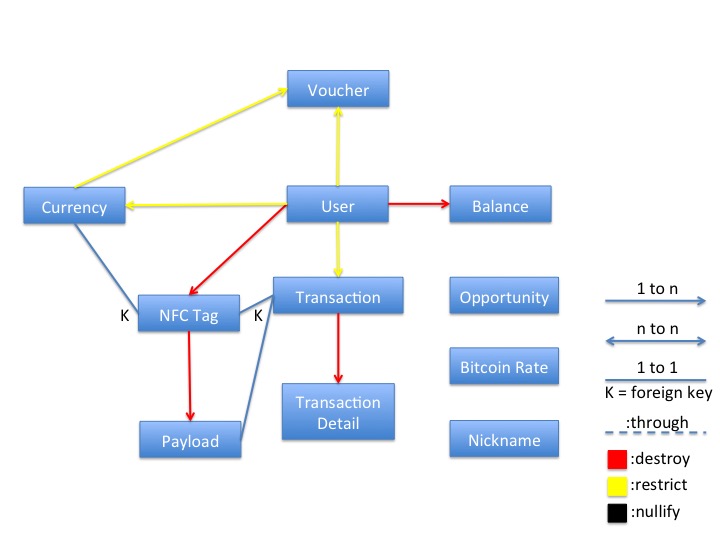 Voucher
Currency
User
Balance
K
NFC Tag
K
Transaction
Opportunity
1 to n
n to n
Bitcoin Rate
1 to 1
K = foreign key
Transaction
Detail
:through
Payload
Nickname
:destroy
:restrict
:nullify